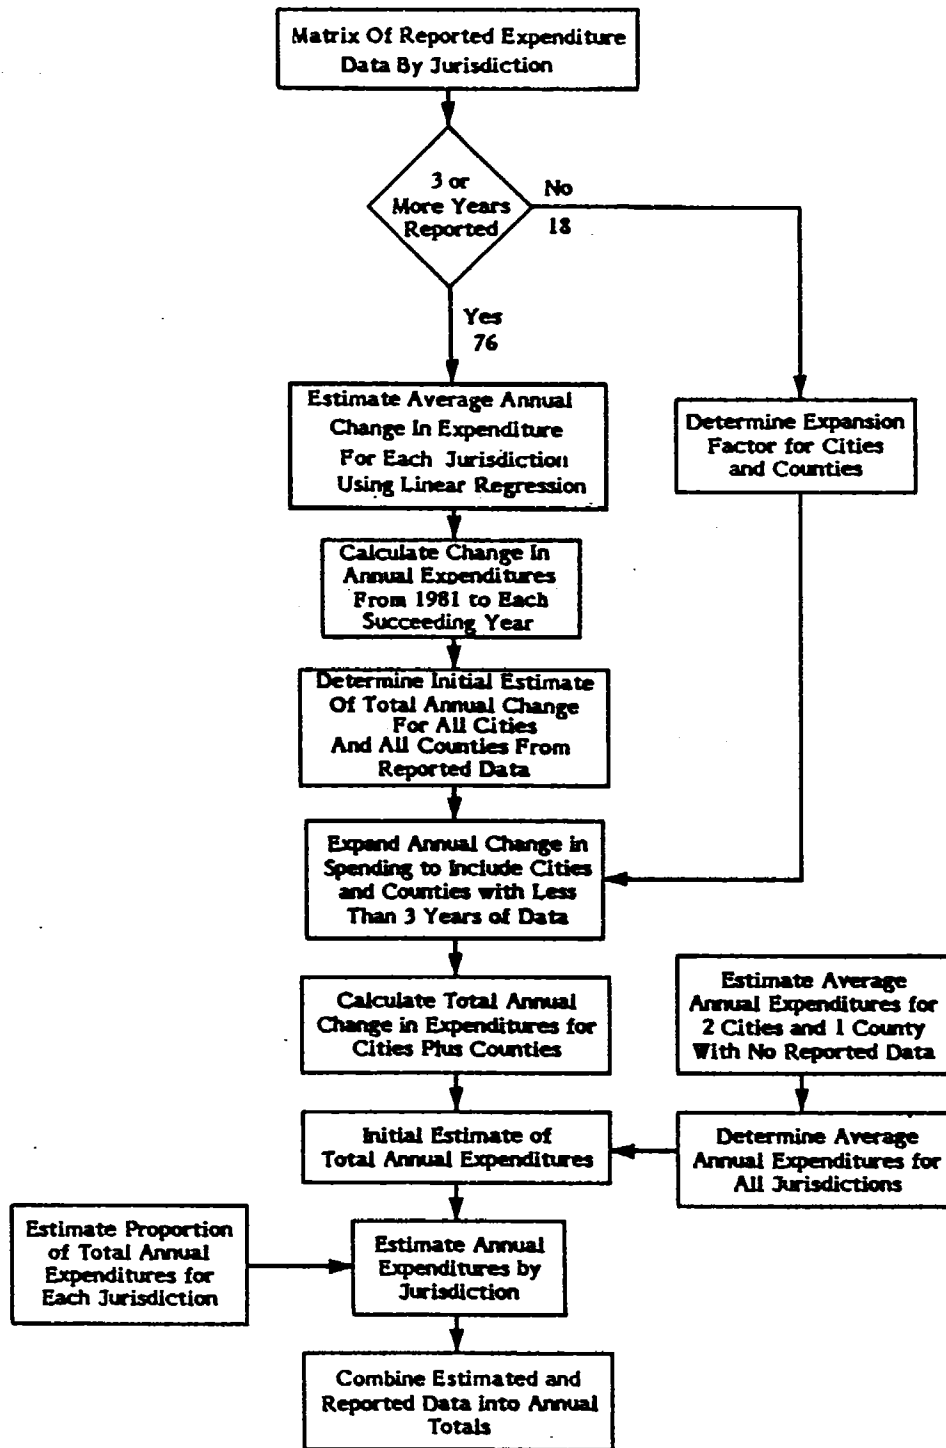 Matrix Of Reported Expenditure
Data By Jurisdiction
3 or
More Years
Reported
No
18
Yes
76
Estimate Average Annual
Change In Expenditure
For Each Jurisdiction
Using Linear Regression
Determine Expansion
Factor for Cities
and Counties
Calculate Change In
Annual Expenditures
From 1981 to Each
Succeeding Year
Determine Initial Estimate
Of Total Annual Change
For All Cities
And All Counties From
Reported Data
Expand Annual Change in
Spending to Include Cities
and Counties with Less
Than 3 Years of Data
Calculate Total Annual
Change in Expenditures for
Cities Plus Counties
Estimate Average
Annual Expenditures for
2 Cities and 1 County
With No Reported Data
Initial Estimate of
Total Annual Expenditures
Determine Average
Annual Expenditures for
All Jurisdictions
Estimate Proportion
of Total Annual
Expenditures for
Each Jurisdiction
Estimate Annual
Expenditures by
Jurisdiction
Combine Estimated and
Reported Data into Annual
Totals